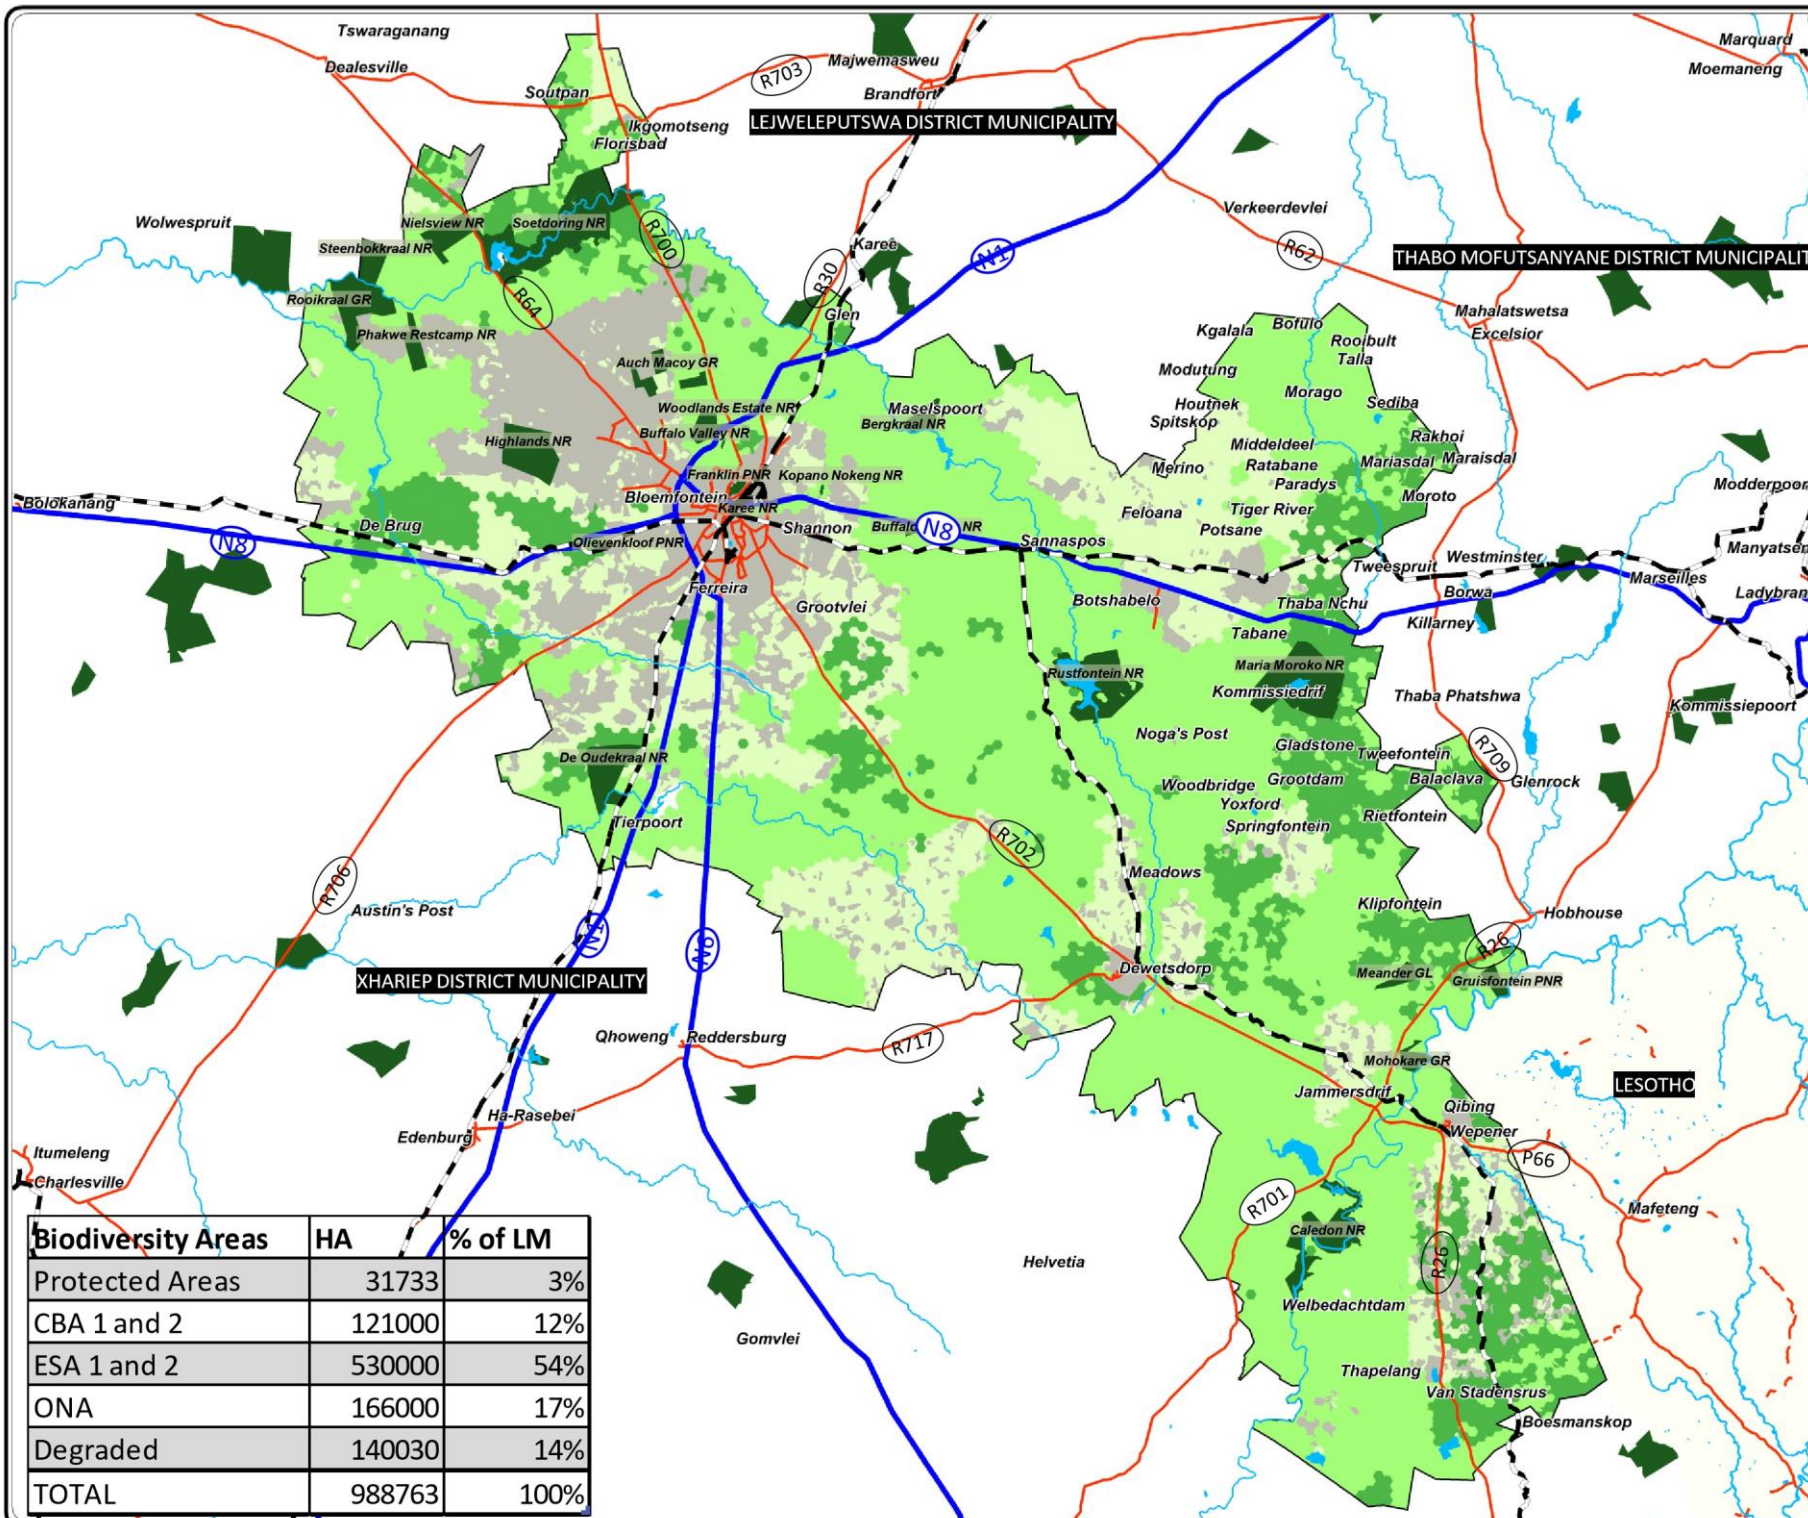 Tswaraganang
Marquard
Dealesville
Majwemasweu
Moemaneng
R703
Soutpan
Brandfort
LEJWELEPUTSWA DISTRICT MUNICIPALITY
Ikgomotseng
Florisbad
Wolwespruit
Nielsview NR
Soetdoring NR
Verkeerdevlei
Steenbokkraal NR
R700
Karee
N1
R62
THABO MOFUTSANYANE DISTRICT MUNICIPALIT
R30
Rooikraal GR
R64
Glen
Mahalatswetsa
Kgalala
Bofulo
Phakwe Restcamp NR
Excelsior
Rooibult
Talla
Auch Macoy GR
Modutung
Morago
Woodlands Estate NR
Maselspoort
Houtnek
Sediba
Bergkraal NR
Spitskop
Highlands NR
Buffalo Valley NR
Middeldeel
Rakhoi
Merino
Ratabane
Mariasdal
Maraisdal
Franklin PNR
Kopano Nokeng NR
Paradys
Modderpoor
Bolokanang
Bloemfontein
Karee NR
Moroto
Feloana
Tiger River
De Brug
Shannon
Buffalo
N8
NR
Potsane
N8
Olievenkloof PNR
Sannaspos
Westminster
Manyatser
Tweespruit
Marseilles
Ferreira
Grootvlei
Botshabelo
Thaba Nchu
Borwa
Ladybran
Tabane
Killarney
Rustfontein NR
Maria Moroko NR
Kommissiedrif
Thaba Phatshwa
Kommissiepoort
Noga's Post
Gladstone
Tweefontein
R709
De Oudekraal NR
Woodbridge
Grootdam
Balaclava
Glenrock
Yoxford
Tierpoort
Springfontein
Rietfontein
R702
R706
Meadows
Austin's Post
Klipfontein
Hobhouse
N1
N6
R26
XHARIEP DISTRICT MUNICIPALITY
Dewetsdorp
Meander GL
Gruisfontein PNR
Qhoweng
Reddersburg
R717
Mohokare GR
LESOTHO
Jammersdrif
Ha-Rasebei
Qibing
Edenburg
Wepener
Itumeleng
P66
Charlesville
R701
Mafeteng
Caledon NR
Helvetia
R26
Welbedachtdam
Gomvlei
Thapelang
Van Stadensrus
Boesmanskop
Biodiversity Areas HA % of LM
Protected Areas 31733 3%
CBA 1 and 2 121000 12%
ESA 1 and 2 530000 54%
ONA 166000 17%
Degraded 140030 14%
TOTAL 988763 100%